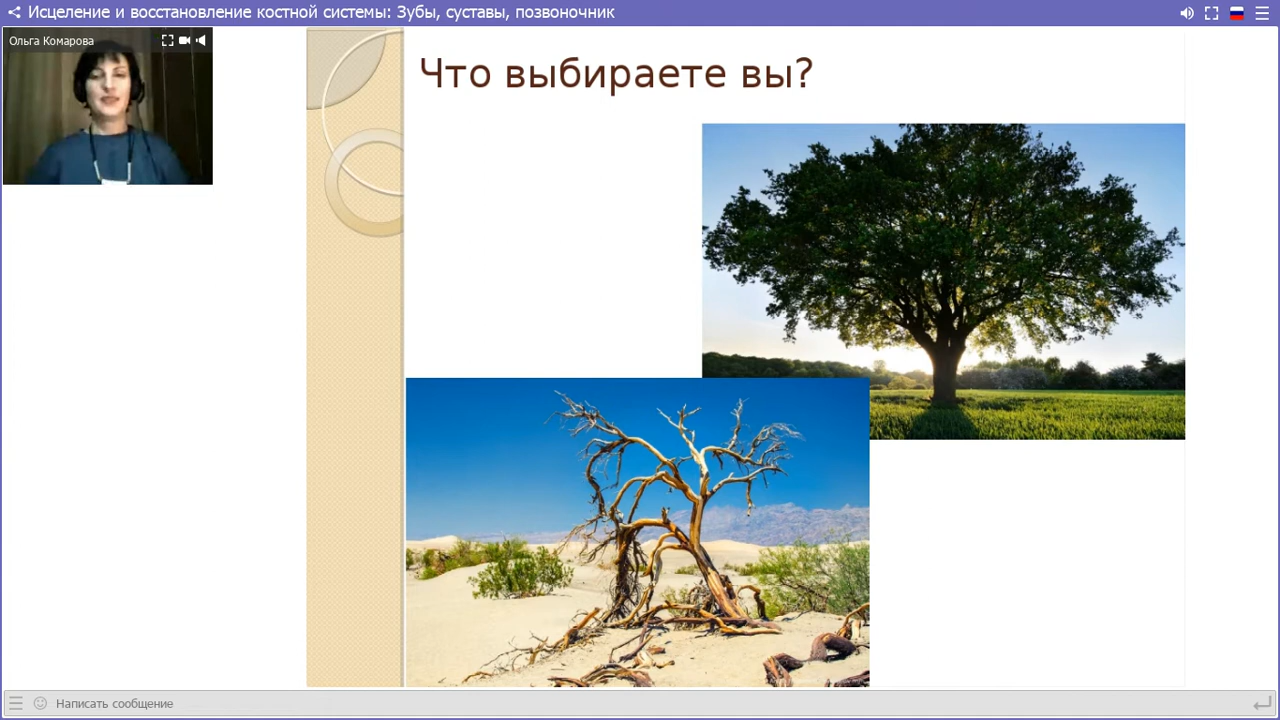 Исцеление и восстановление костной системы: Зубы, суставы, позвоночник
Ольга Комарова
Что выбираете вы?
Написать сообщение